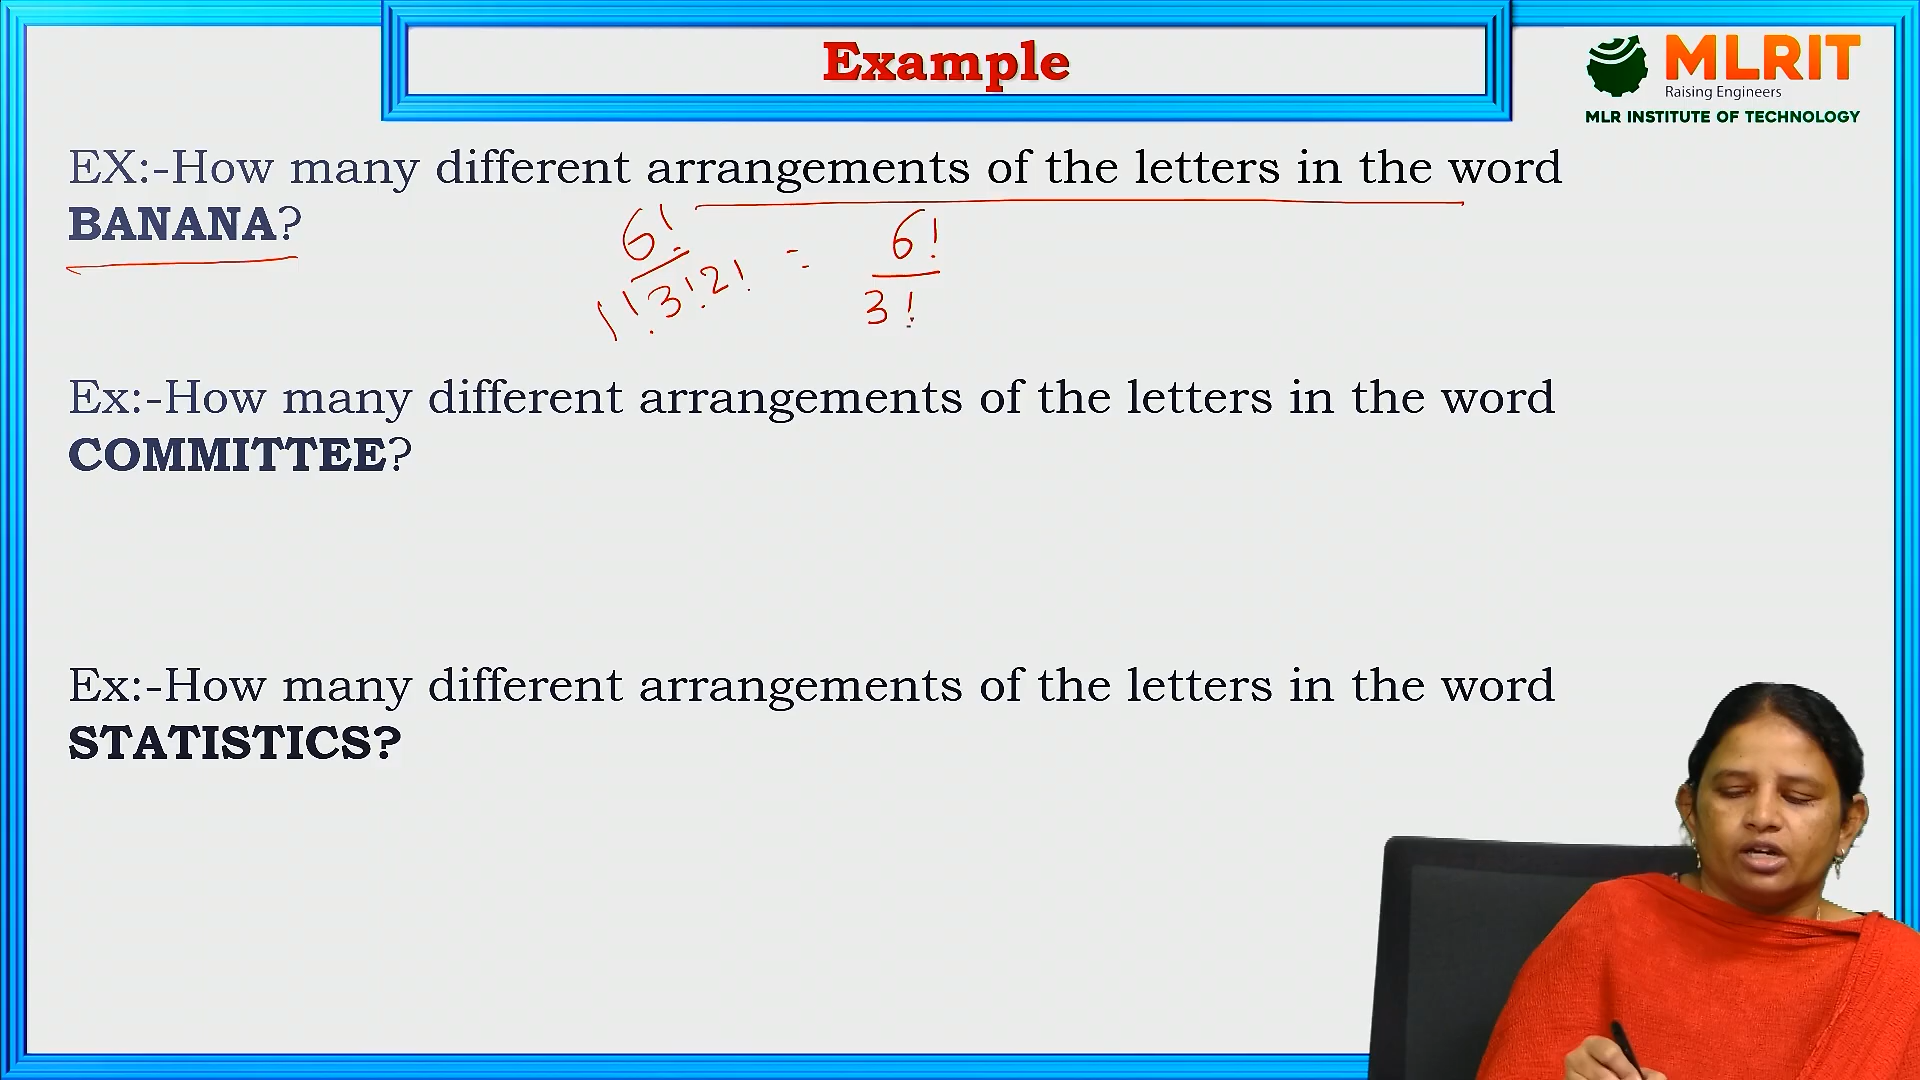 Example
MLRIT
Raising Engineers
MLR INSTITUTE OF TECHNOLOGY
EX:-How many different arrangements of the letters in the word
BANANA?
6! / 1!3!2! = 6! / 3!
Ex:-How many different arrangements of the letters in the word
COMMITTEE?
Ex:-How many different arrangements of the letters in the word
STATISTICS?